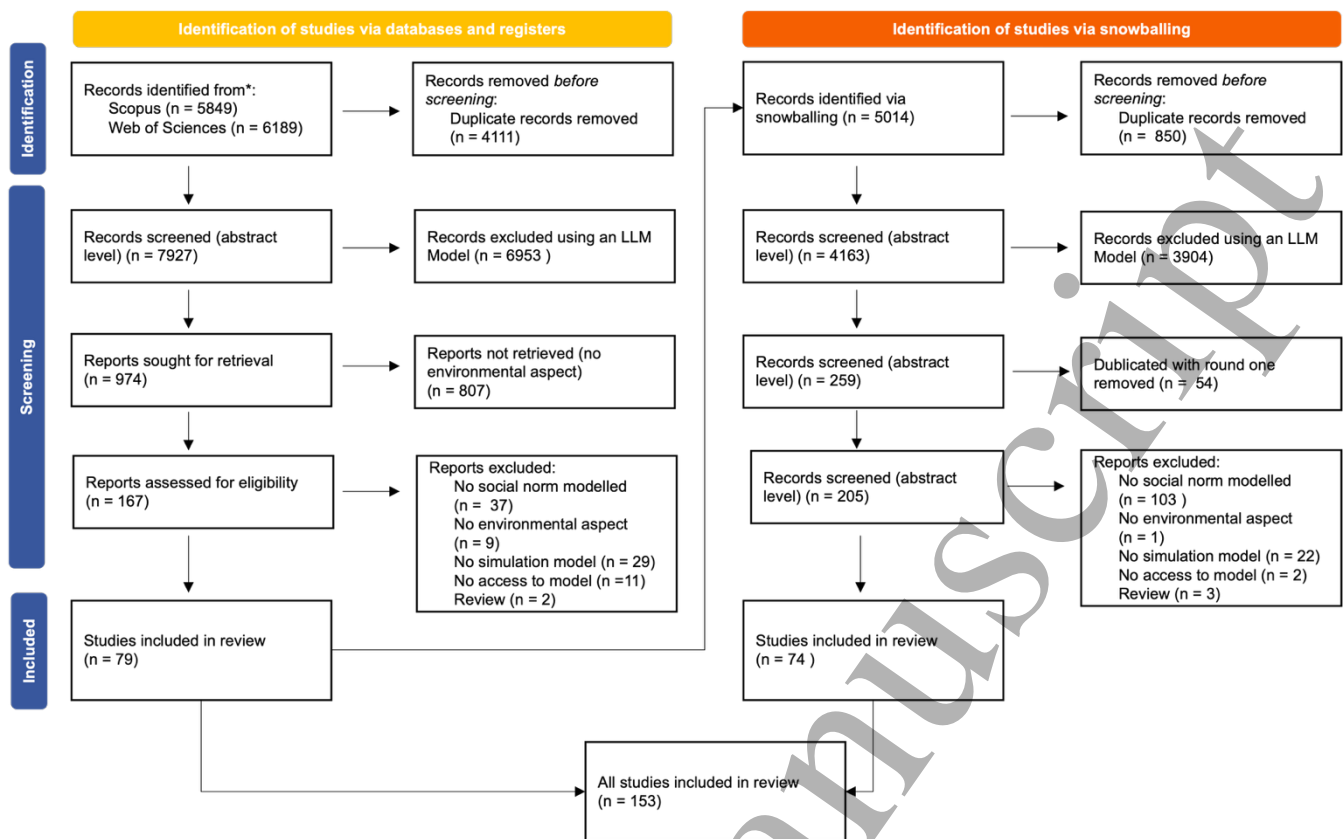 Identification of studies via databases and registers
Identification of studies via snowballing
Identification
Records identified from*:
Scopus (n = 5849)
Web of Sciences (n = 6189)
Records removed before
screening:
Duplicate records removed
(n = 4111)
Records identified via
snowballing (n = 5014)
Records removed before
screening:
Duplicate records removed
(n =  850)
Screening
Records screened (abstract
level) (n = 7927)
Records excluded using an LLM
Model (n = 6953 )
Records screened (abstract
level) (n = 4163)
Records excluded using an LLM
Model (n = 3904)
Reports sought for retrieval
(n = 974)
Reports not retrieved (no
environmental aspect)
(n = 807)
Records screened (abstract
level) (n = 259)
Dublicated with round one
removed (n =  54)
Reports assessed for eligibility
(n = 167)
Reports excluded:
No social norm modelled
(n =  37)
No environmental aspect
(n = 9)
No simulation model (n = 29)
No access to model (n =11)
Review (n = 2)
Records screened (abstract
level) (n = 205)
Reports excluded:
No social norm modelled
(n = 103 )
No environmental aspect
(n = 1)
No simulation model (n = 22)
No access to model (n = 2)
Review (n = 3)
Included
Studies included in review
(n = 79)
Studies included in review
(n = 74 )
All studies included in review
(n = 153)
anuscript